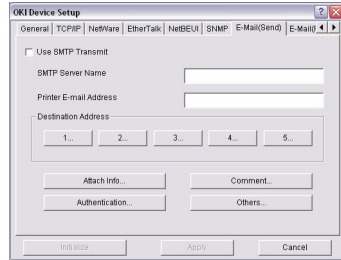 OKI Device Setup
General TCP/IP NetWare EtherTalk NetBEUI SNMP E-Mail(Send) E-Mail(
Use SMTP Transmit
SMTP Server Name
Printer E-mail Address
Destination Address
1... 2... 3... 4... 5...
Attach Info... Comment...
Authentication... Others...
Initialize Apply Cancel